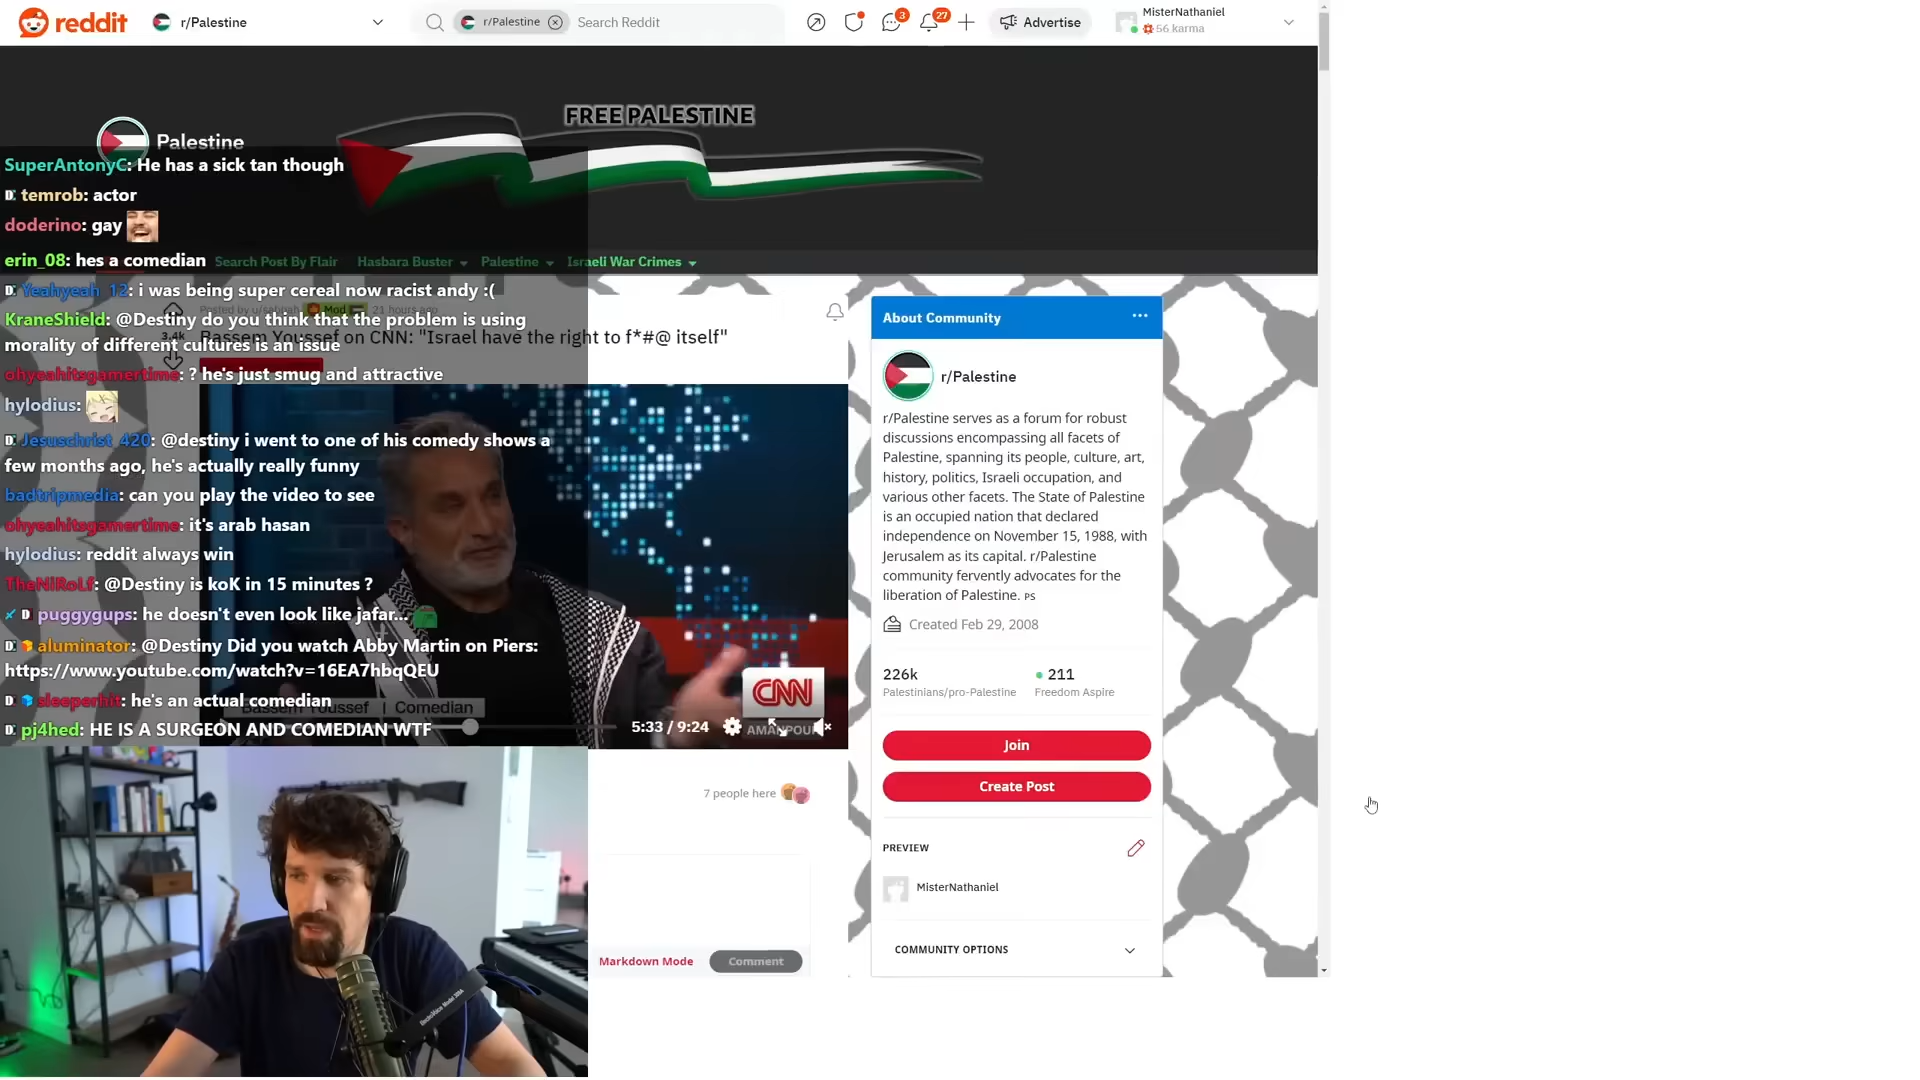 reddit
r/Palestine
r/Palestine
Search Reddit
3
27
Advertise
MisterNathaniel
56 karma
FREE PALESTINE
Palestine
SuperAntonyC: He has a sick tan though
temrob: actor
doderino: gay
erin_08: hes a comedian
Search Post By Flair
Hasbara Buster
Palestine
Israeli War Crimes
Yeahyeah_12: i was being super cereal now racist andy :(
Mod
21 hours ago
KraneShield: @Destiny do you think that the problem is using
morality of different cultures is an issue
Bassem Youssef on CNN: "Israel have the right to f*#@ itself"
ohyeahitsgamertime: ? he's just smug and attractive
hylodius:
Jesuschrist_420: @destiny i went to one of his comedy shows a
few months ago, he's actually really funny
badtripmedia: can you play the video to see
ohyeahitsgamertime: it's arab hasan
hylodius: reddit always win
TheNiRoLf: @Destiny is koK in 15 minutes ?
puggygups: he doesn't even look like jafar...
aluminator: @Destiny Did you watch Abby Martin on Piers:
https://www.youtube.com/watch?v=16EA7hbqQEU
sleeperhit: he's an actual comedian
Bassem Youssef | Comedian
pj4hed: HE IS A SURGEON AND COMEDIAN WTF
CNN
5:33 / 9:24
AMANPOUR
7 people here
Markdown Mode
Comment
About Community
r/Palestine
r/Palestine serves as a forum for robust
discussions encompassing all facets of
Palestine, spanning its people, culture, art,
history, politics, Israeli occupation, and
various other facets. The State of Palestine
is an occupied nation that declared
independence on November 15, 1988, with
Jerusalem as its capital. r/Palestine
community fervently advocates for the
liberation of Palestine. PS
Created Feb 29, 2008
226k
211
Palestinians/pro-Palestine
Freedom Aspire
Join
Create Post
PREVIEW
MisterNathaniel
COMMUNITY OPTIONS